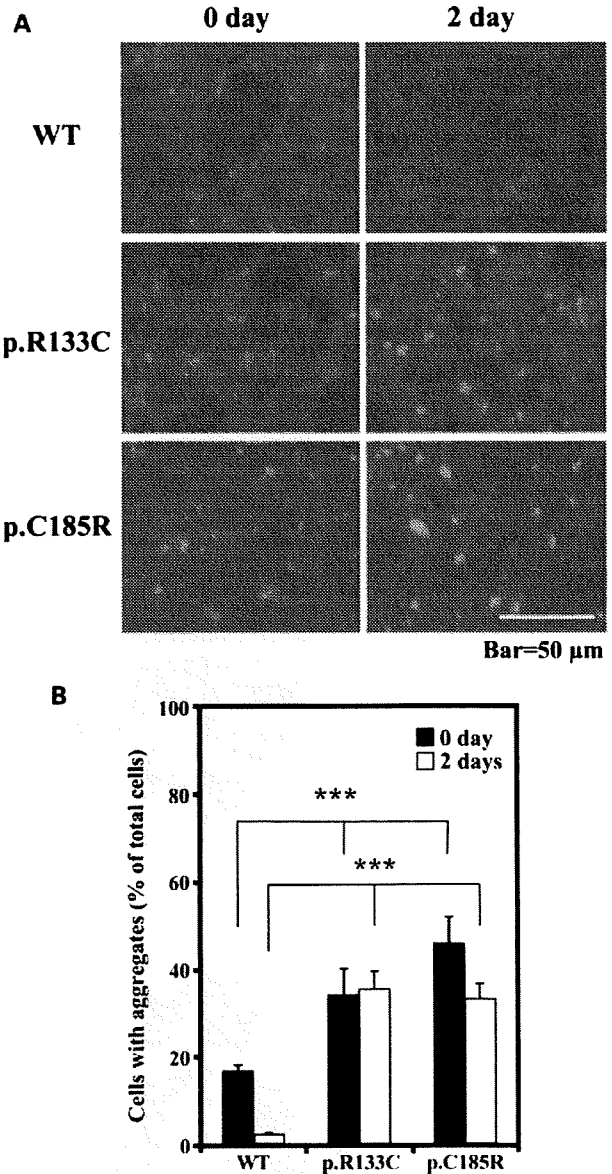 A
0 day 2 day
WT
p.R133C
p.C185R
Bar=50 µm
B
Cells with aggregates (% of total cells)
100
80
60
40
20
0
0 day
2 days
***
***
WT p.R133C p.C185R